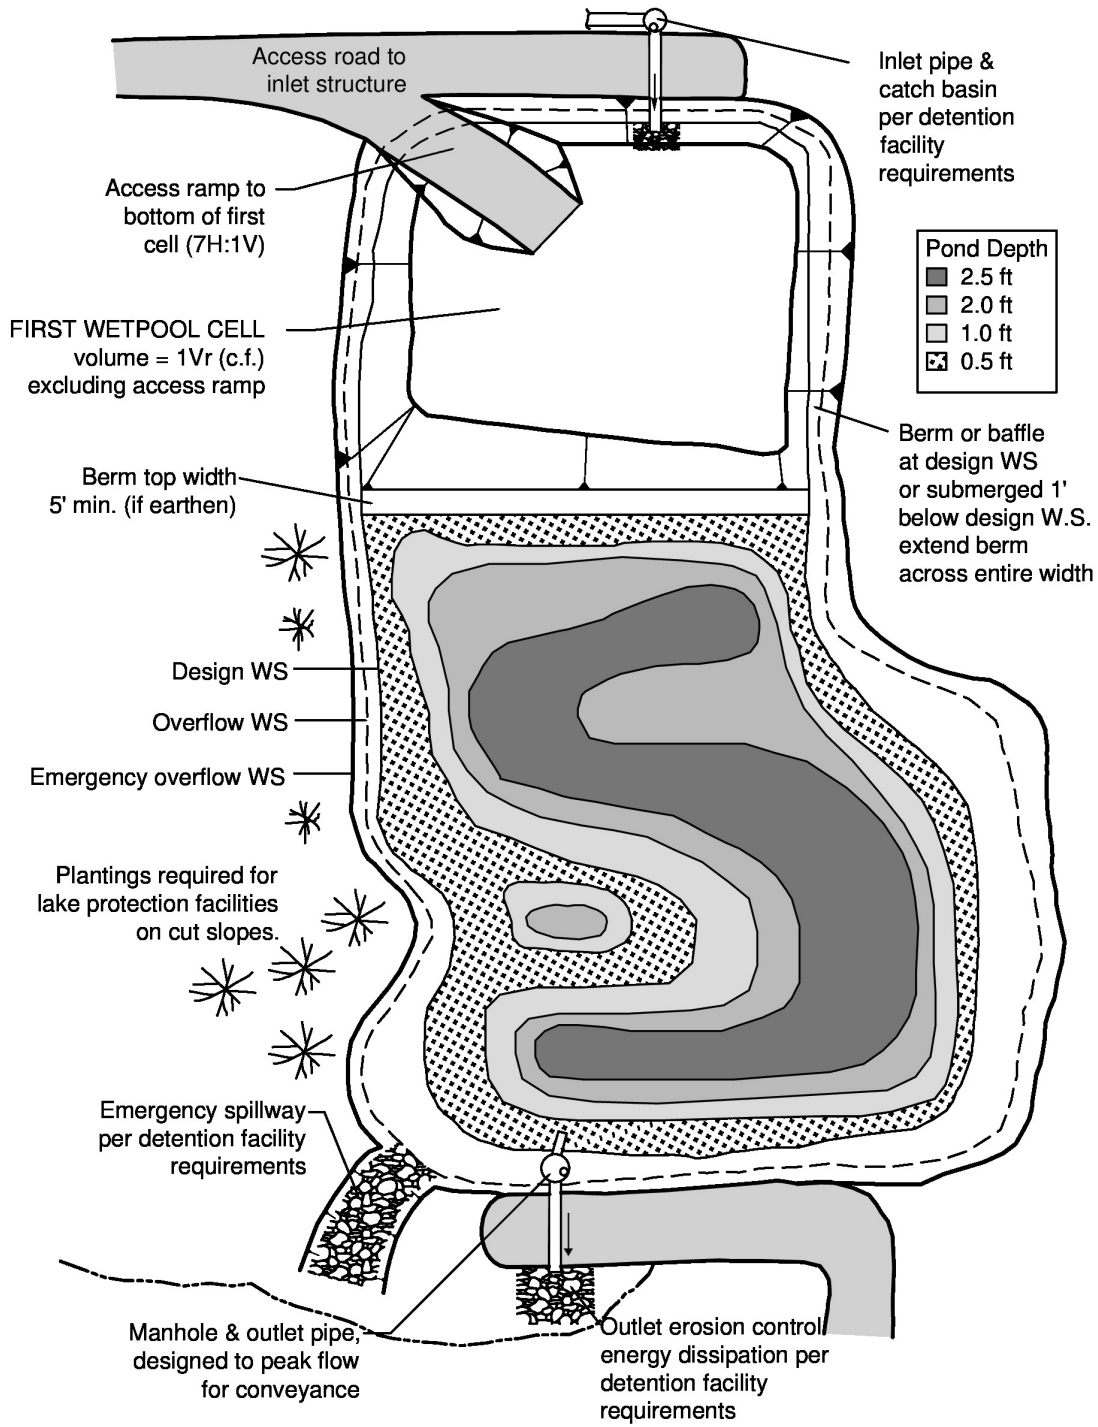 Access road to
inlet structure
Inlet pipe &
catch basin
per detention
facility
requirements
Access ramp to
bottom of first
cell (7H:1V)
Pond Depth
2.5 ft
2.0 ft
1.0 ft
0.5 ft
FIRST WETPOOL CELL
volume = 1Vr (c.f.)
excluding access ramp
Berm or baffle
at design WS
or submerged 1'
below design W.S.
extend berm
across entire width
Berm top width
5' min. (if earthen)
Design WS
Overflow WS
Emergency overflow WS
Plantings required for
lake protection facilities
on cut slopes.
Emergency spillway
per detention facility
requirements
Manhole & outlet pipe,
designed to peak flow
for conveyance
Outlet erosion control
energy dissipation per
detention facility
requirements